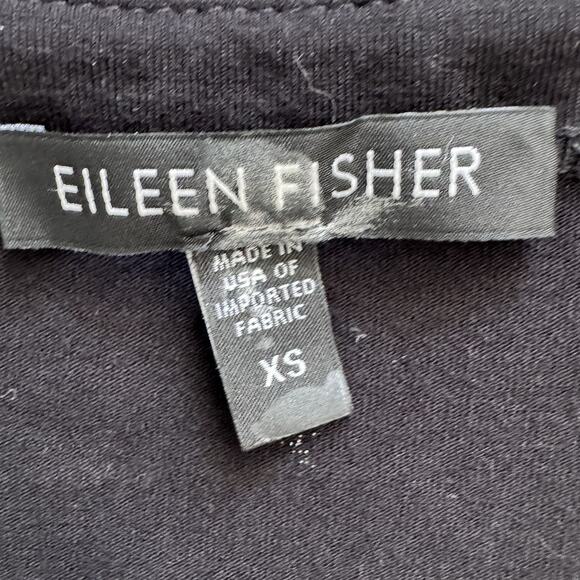 EILEEN FISHER
MADE IN
USA OF
IMPORTED
FABRIC
XS